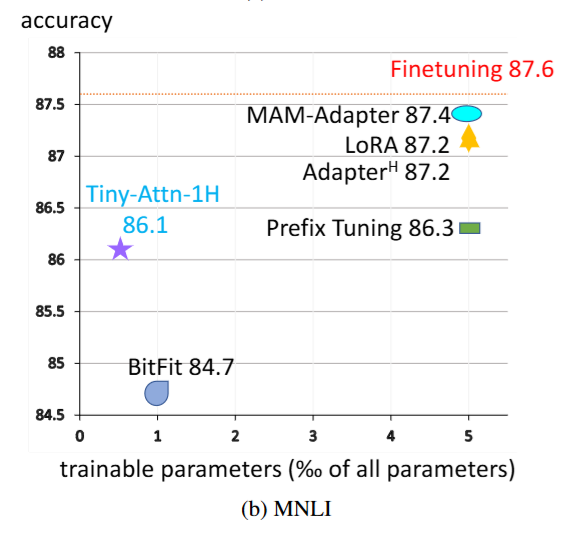 accuracy
88
Finetuning 87.6
87.5
MAM-Adapter 87.4
LoRA 87.2
87
Adapterᴴ 87.2
Tiny-Attn-1H
86.1
86.5
Prefix Tuning 86.3
86
85.5
85
BitFit 84.7
84.5
0 1 2 3 4 5
trainable parameters (‰ of all parameters)
(b) MNLI